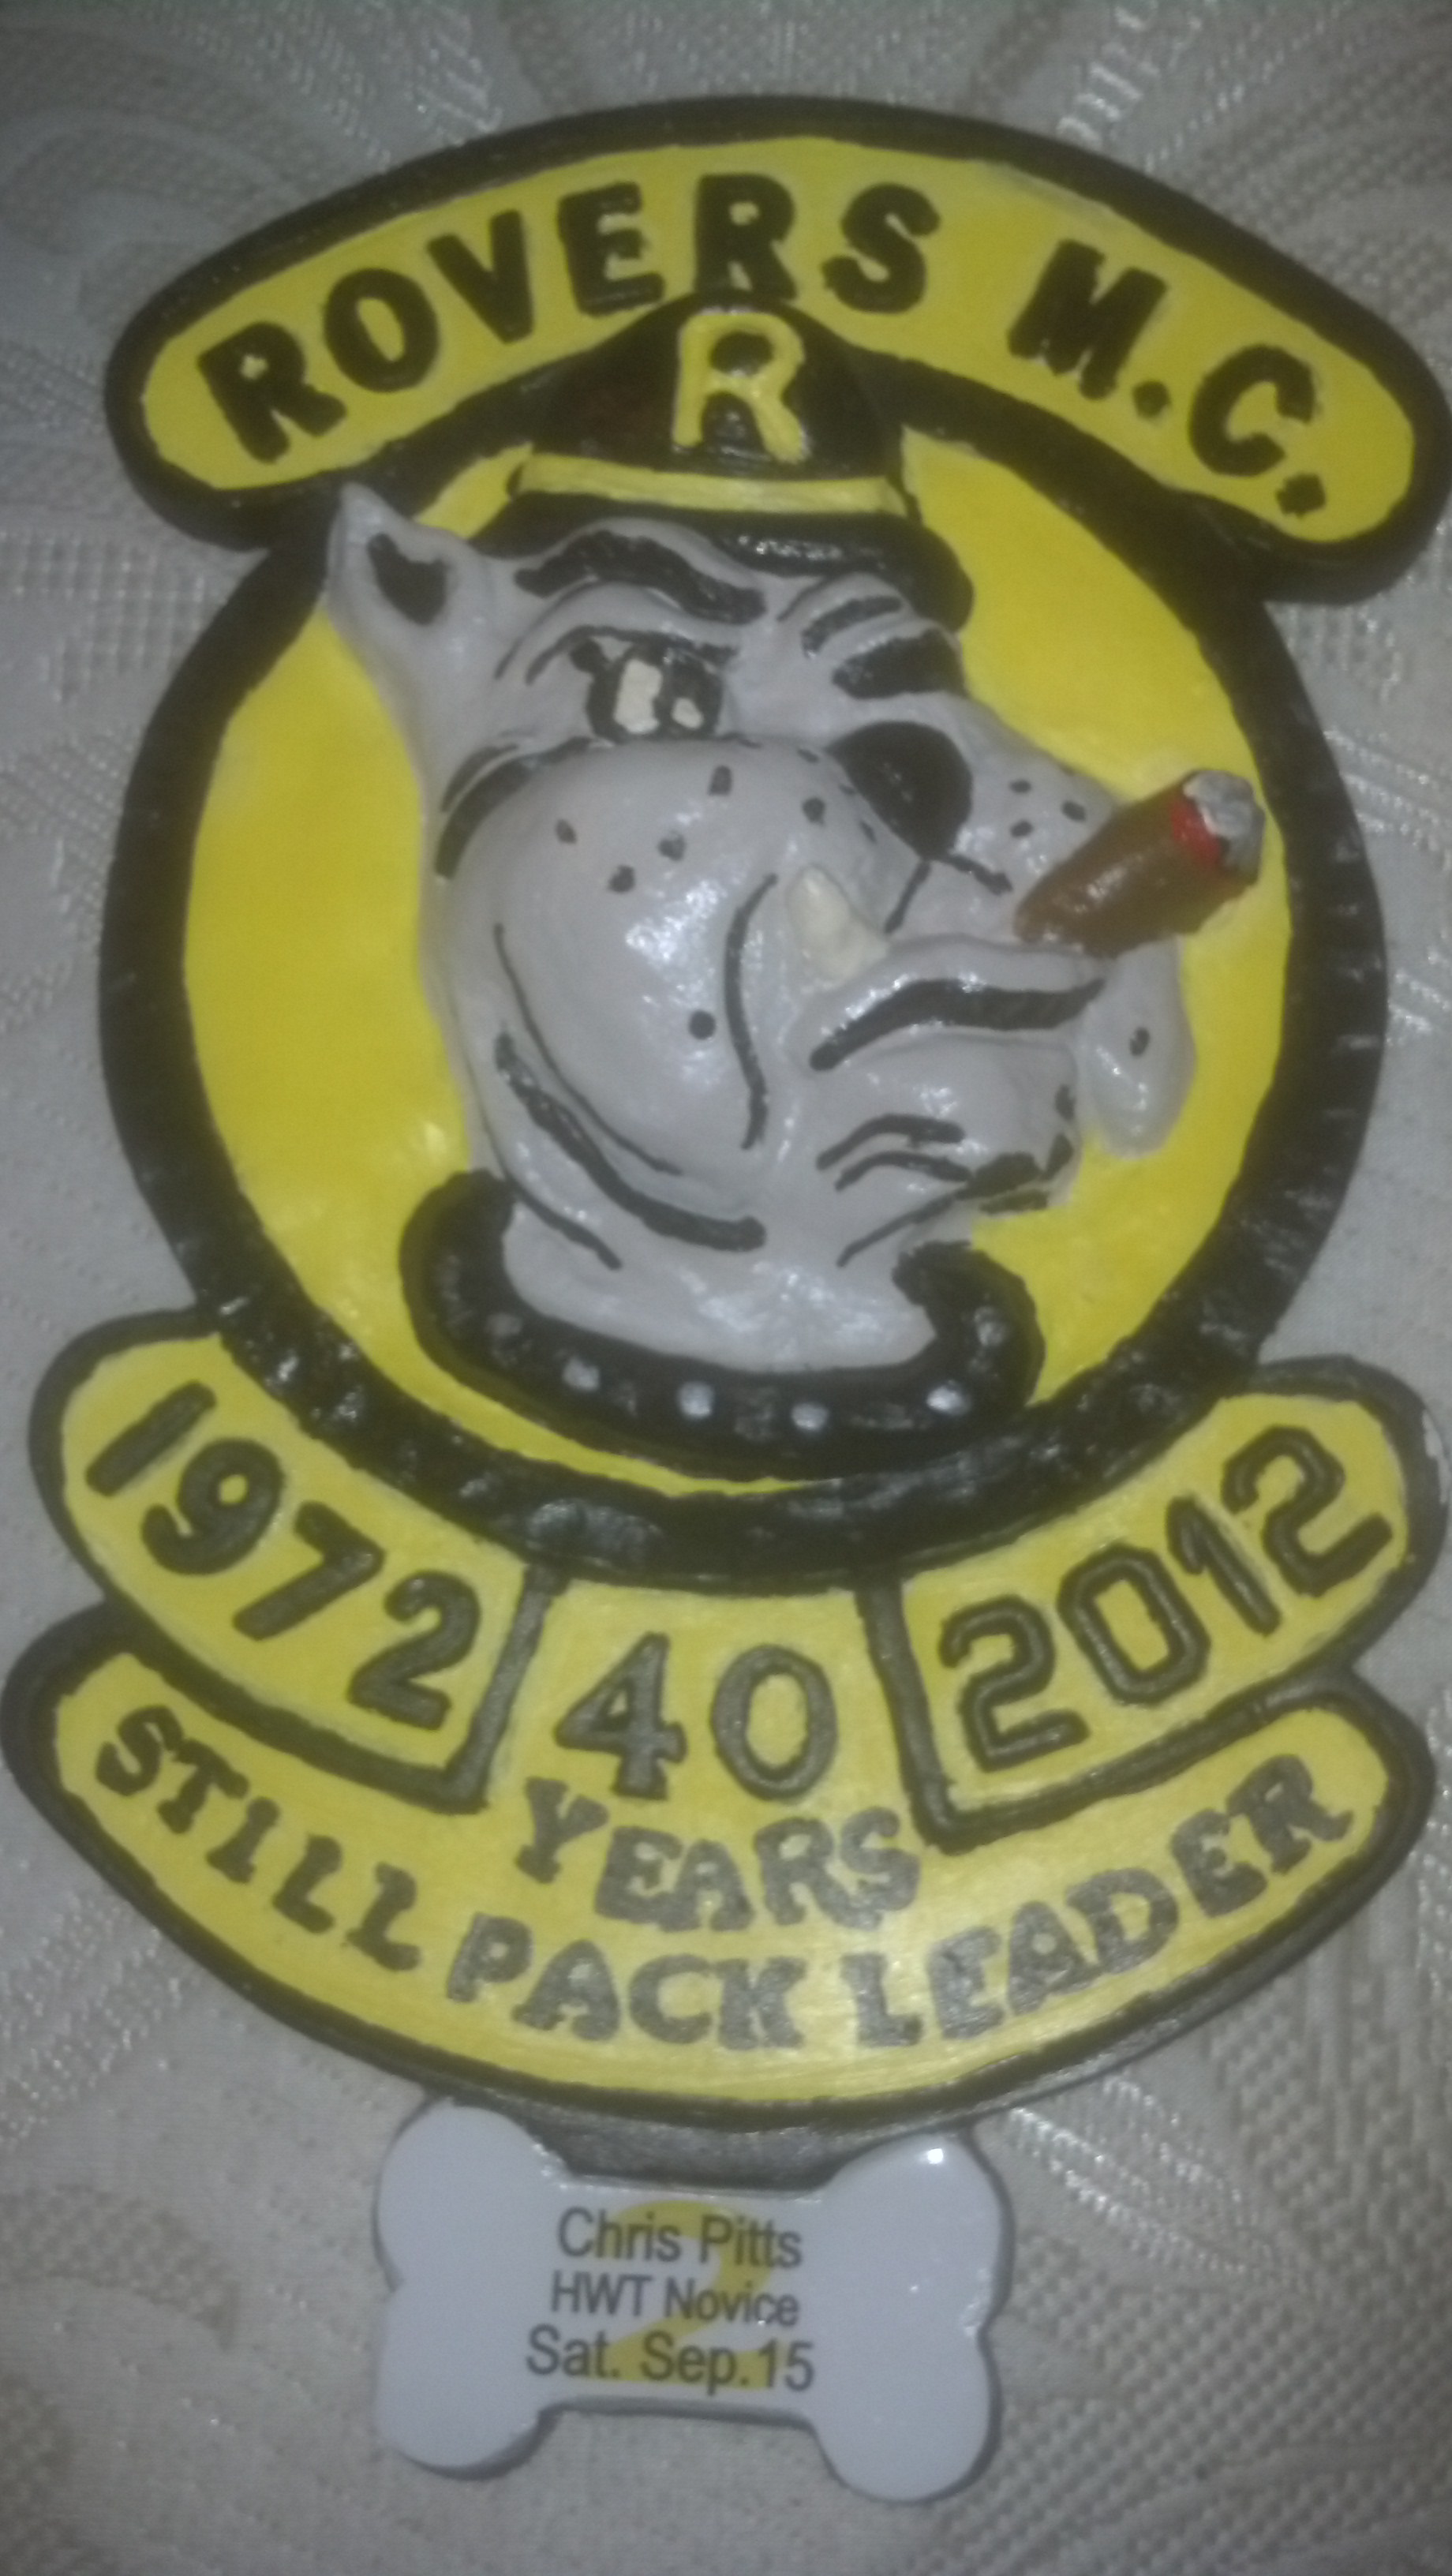 ROVERS M.C.
R
1972
40
2012
YEARS
STILL PACK LEADER
2
Chris Pitts
HWT Novice
Sat. Sep.15